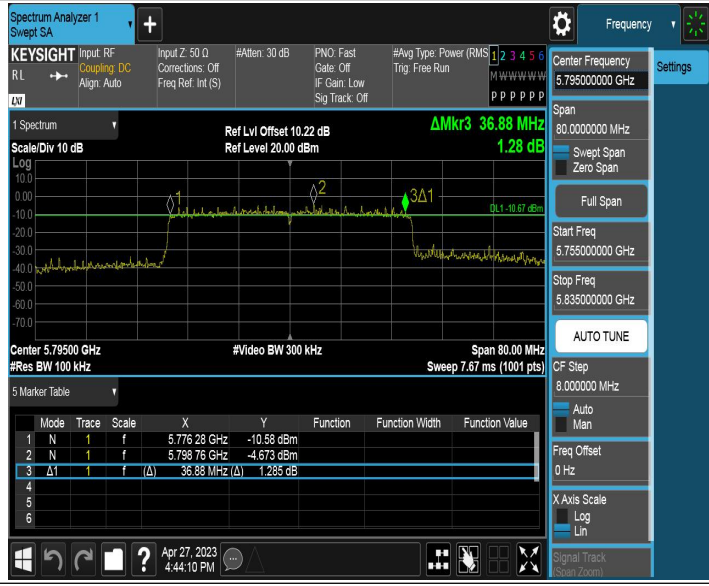 Spectrum Analyzer 1
Swept SA
Frequency
KEYSIGHT
RL
LXI
Input: RF
Coupling: DC
Align: Auto
Input Z: 50 Ω
Corrections: Off
Freq Ref: Int (S)
#Atten: 30 dB
PNO: Fast
Gate: Off
IF Gain: Low
Sig Track: Off
#Avg Type: Power (RMS
Trig: Free Run
1 2 3 4 5 6
M W W W W W
P P P P P P
Center Frequency
5.795000000 GHz
Settings
Span
80.0000000 MHz
Swept Span
Zero Span
Full Span
Start Freq
5.755000000 GHz
Stop Freq
5.835000000 GHz
AUTO TUNE
CF Step
8.000000 MHz
Auto
Man
Freq Offset
0 Hz
X Axis Scale
Log
Lin
Signal Track
(Span Zoom)
1 Spectrum
Scale/Div 10 dB
Ref Lvl Offset 10.22 dB
Ref Level 20.00 dBm
ΔMkr3 36.88 MHz
1.28 dB
Log
10.0
0.00
-10.0
-20.0
-30.0
-40.0
-50.0
-60.0
-70.0
1
2
3Δ1
DL1 -10.67 dBm
Center 5.79500 GHz
#Video BW 300 kHz
Span 80.00 MHz
#Res BW 100 kHz
Sweep 7.67 ms (1001 pts)
5 Marker Table
Mode Trace Scale X Y Function Function Width Function Value
1 N 1 f 5.776 28 GHz -10.58 dBm
2 N 1 f 5.798 76 GHz -4.673 dBm
3 Δ1 1 f (Δ) 36.88 MHz (Δ) 1.285 dB
4
5
6
?
Apr 27, 2023
4:44:10 PM